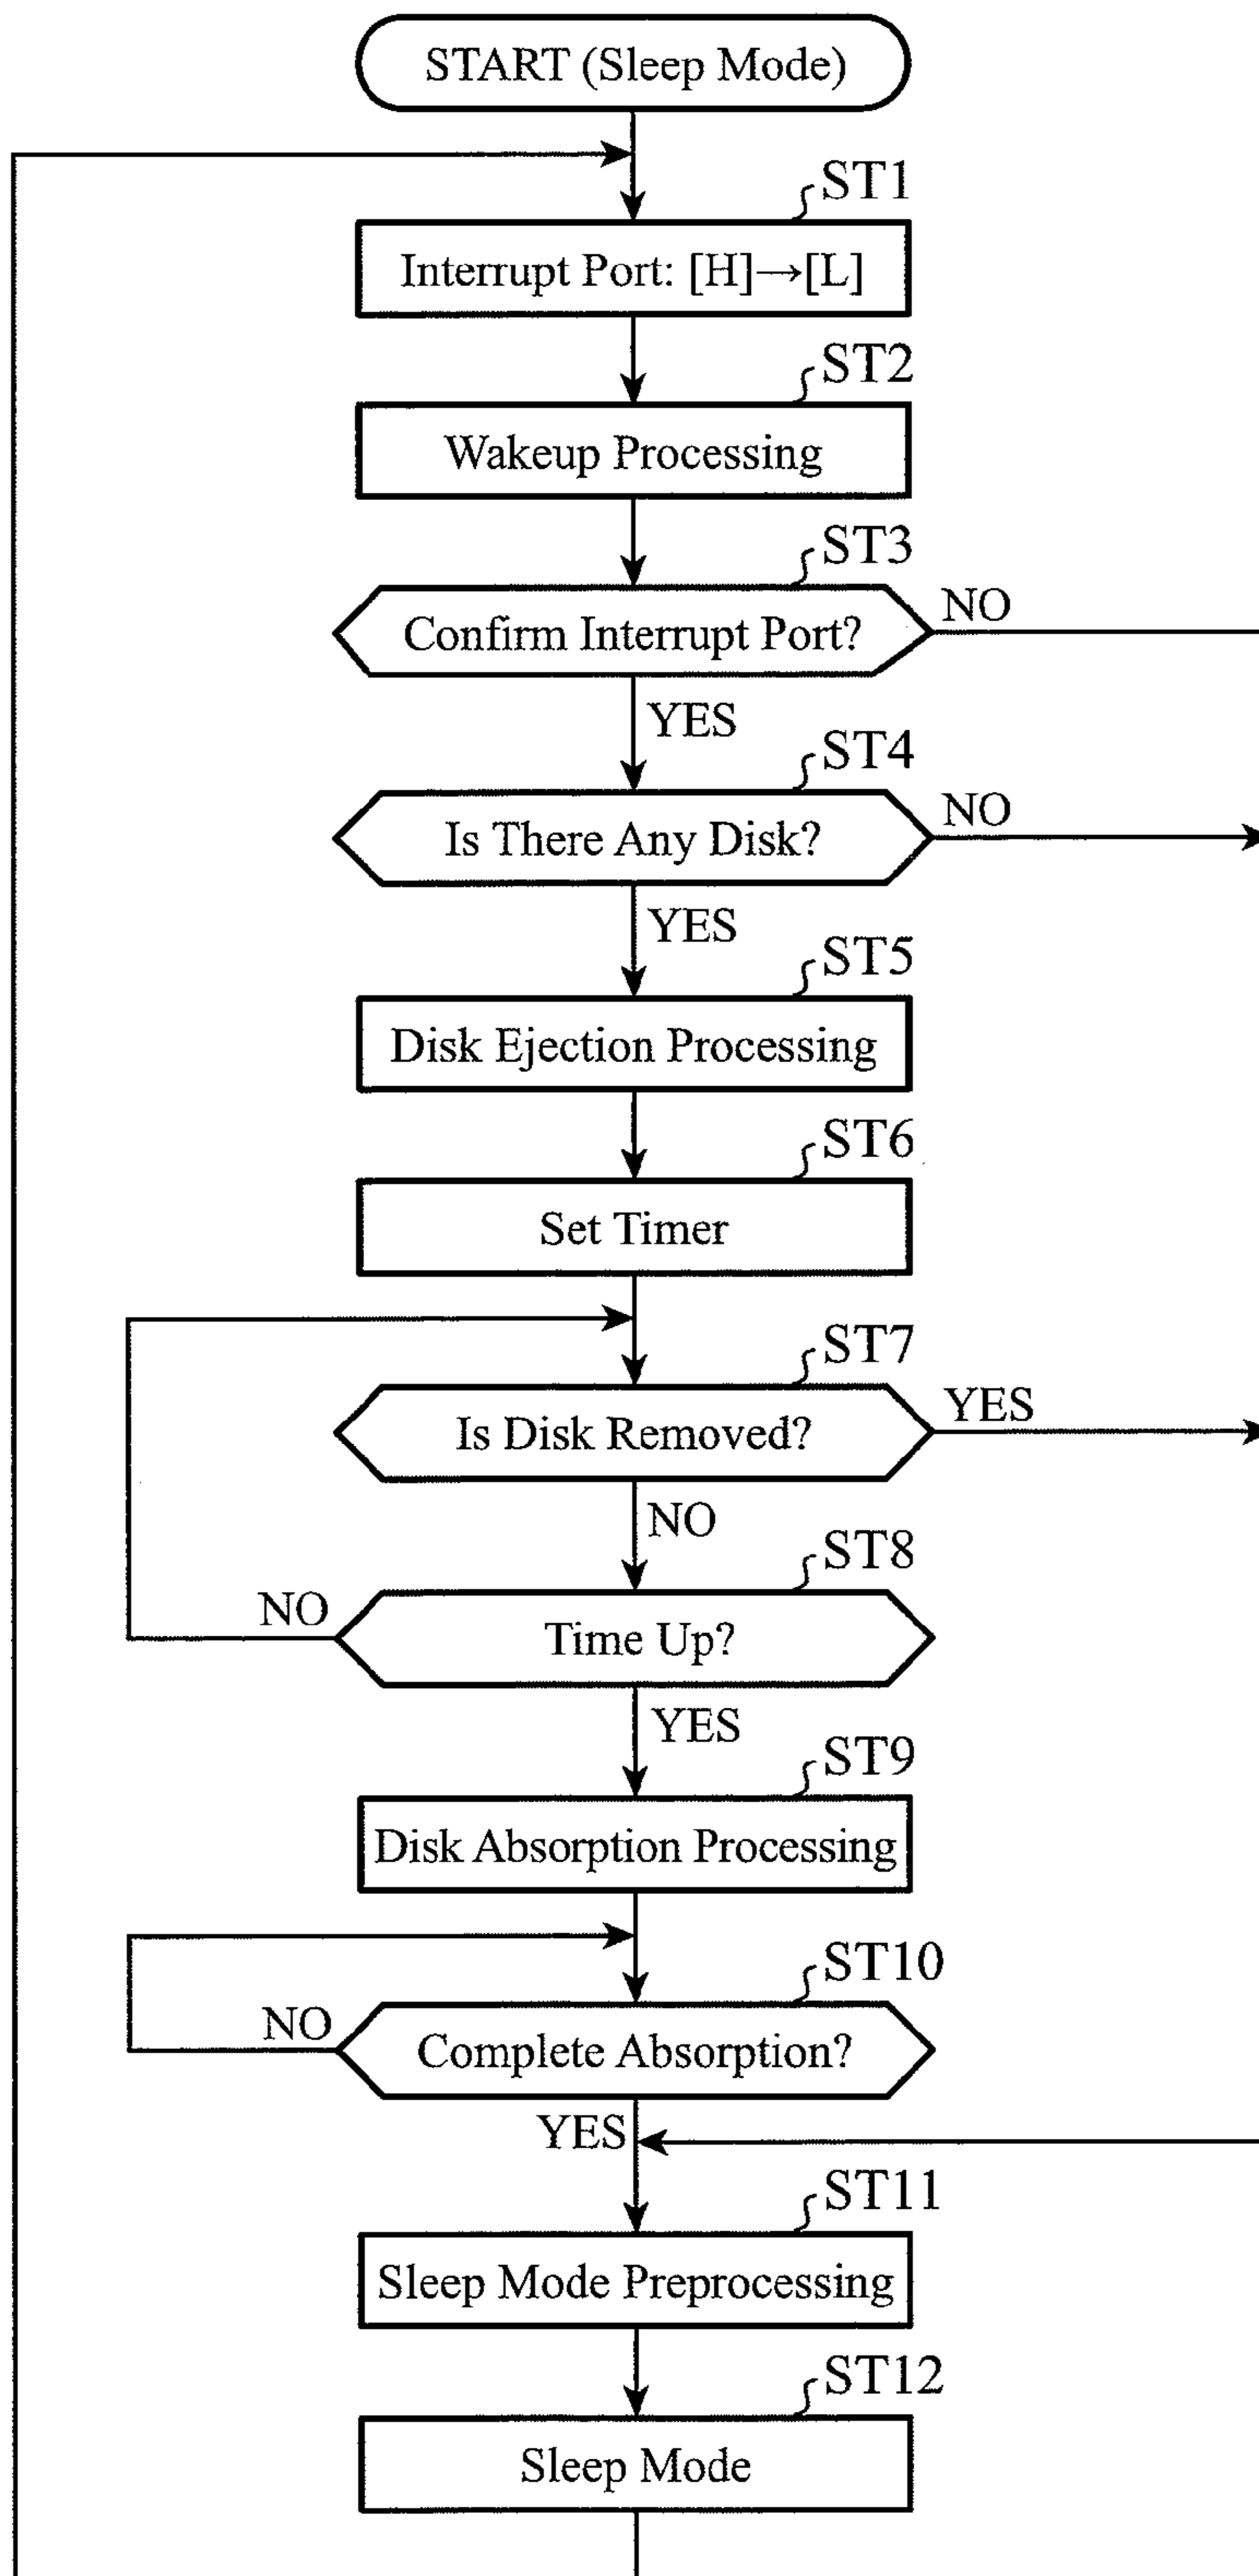 START (Sleep Mode)
ST1
Interrupt Port: [H]→[L]
ST2
Wakeup Processing
ST3
Confirm Interrupt Port?
NO
YES
ST4
Is There Any Disk?
NO
YES
ST5
Disk Ejection Processing
ST6
Set Timer
ST7
Is Disk Removed?
YES
NO
ST8
NO
Time Up?
YES
ST9
Disk Absorption Processing
ST10
NO
Complete Absorption?
YES
ST11
Sleep Mode Preprocessing
ST12
Sleep Mode